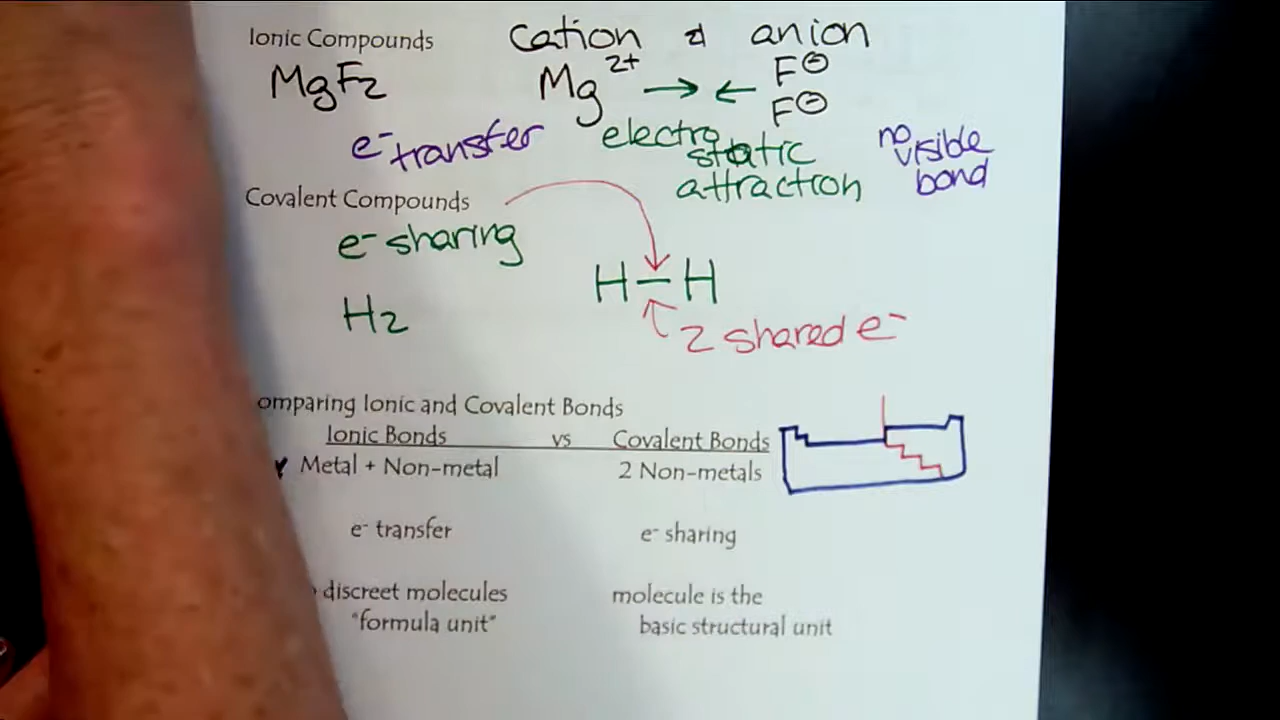 Ionic Compounds cation & anion
MgF2 Mg2+ → ← F⊖
F⊖
e- transfer electrostatic attraction no visible bond
Covalent Compounds
e- sharing
H—H
H2
2 shared e-
omparing Ionic and Covalent Bonds
Ionic Bonds vs Covalent Bonds
Metal + Non-metal 2 Non-metals
e- transfer e- sharing
discreet molecules molecule is the
"formula unit" basic structural unit